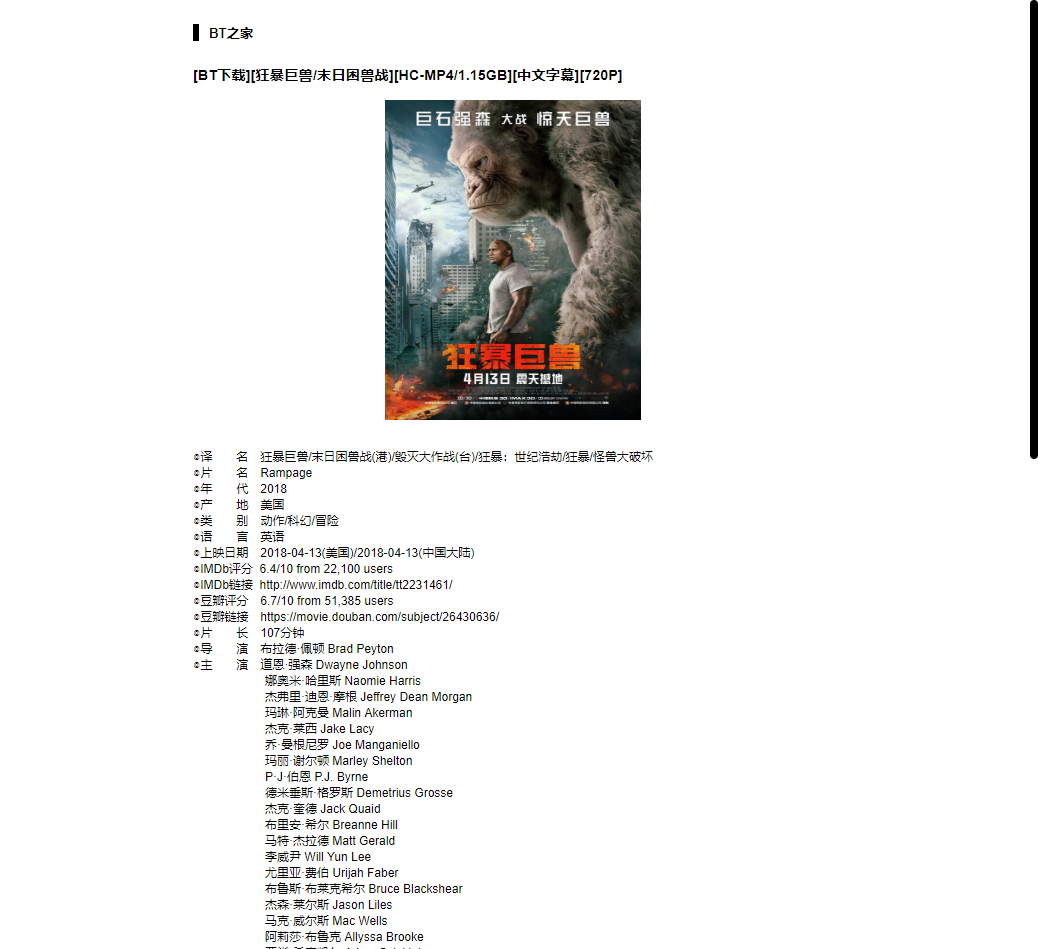 BT之家
[BT下载][狂暴巨兽/末日困兽战][HC-MP4/1.15GB][中文字幕][720P]
巨石强森 大战 惊天巨兽
狂暴巨兽
4月13日 震天撼地
◎译　　名　狂暴巨兽/末日困兽战(港)/毁灭大作战(台)/狂暴：世纪浩劫/狂暴/怪兽大破坏
◎片　　名　Rampage
◎年　　代　2018
◎产　　地　美国
◎类　　别　动作/科幻/冒险
◎语　　言　英语
◎上映日期　2018-04-13(美国)/2018-04-13(中国大陆)
◎IMDb评分  6.4/10 from 22,100 users
◎IMDb链接  http://www.imdb.com/title/tt2231461/
◎豆瓣评分　6.7/10 from 51,385 users
◎豆瓣链接　https://movie.douban.com/subject/26430636/
◎片　　长　107分钟
◎导　　演　布拉德·佩顿 Brad Peyton
◎主　　演　道恩·强森 Dwayne Johnson
娜奥米·哈里斯 Naomie Harris
杰弗里·迪恩·摩根 Jeffrey Dean Morgan
玛琳·阿克曼 Malin Akerman
杰克·莱西 Jake Lacy
乔·曼根尼罗 Joe Manganiello
玛丽·谢尔顿 Marley Shelton
P·J·伯恩 P.J. Byrne
德米垂斯·格罗斯 Demetrius Grosse
杰克·奎德 Jack Quaid
布里安·希尔 Breanne Hill
马特·杰拉德 Matt Gerald
李威尹 Will Yun Lee
尤里亚·费伯 Urijah Faber
布鲁斯·布莱克希尔 Bruce Blackshear
杰森·莱尔斯 Jason Liles
马克·威尔斯 Mac Wells
阿莉莎·布鲁克 Allyssa Brooke